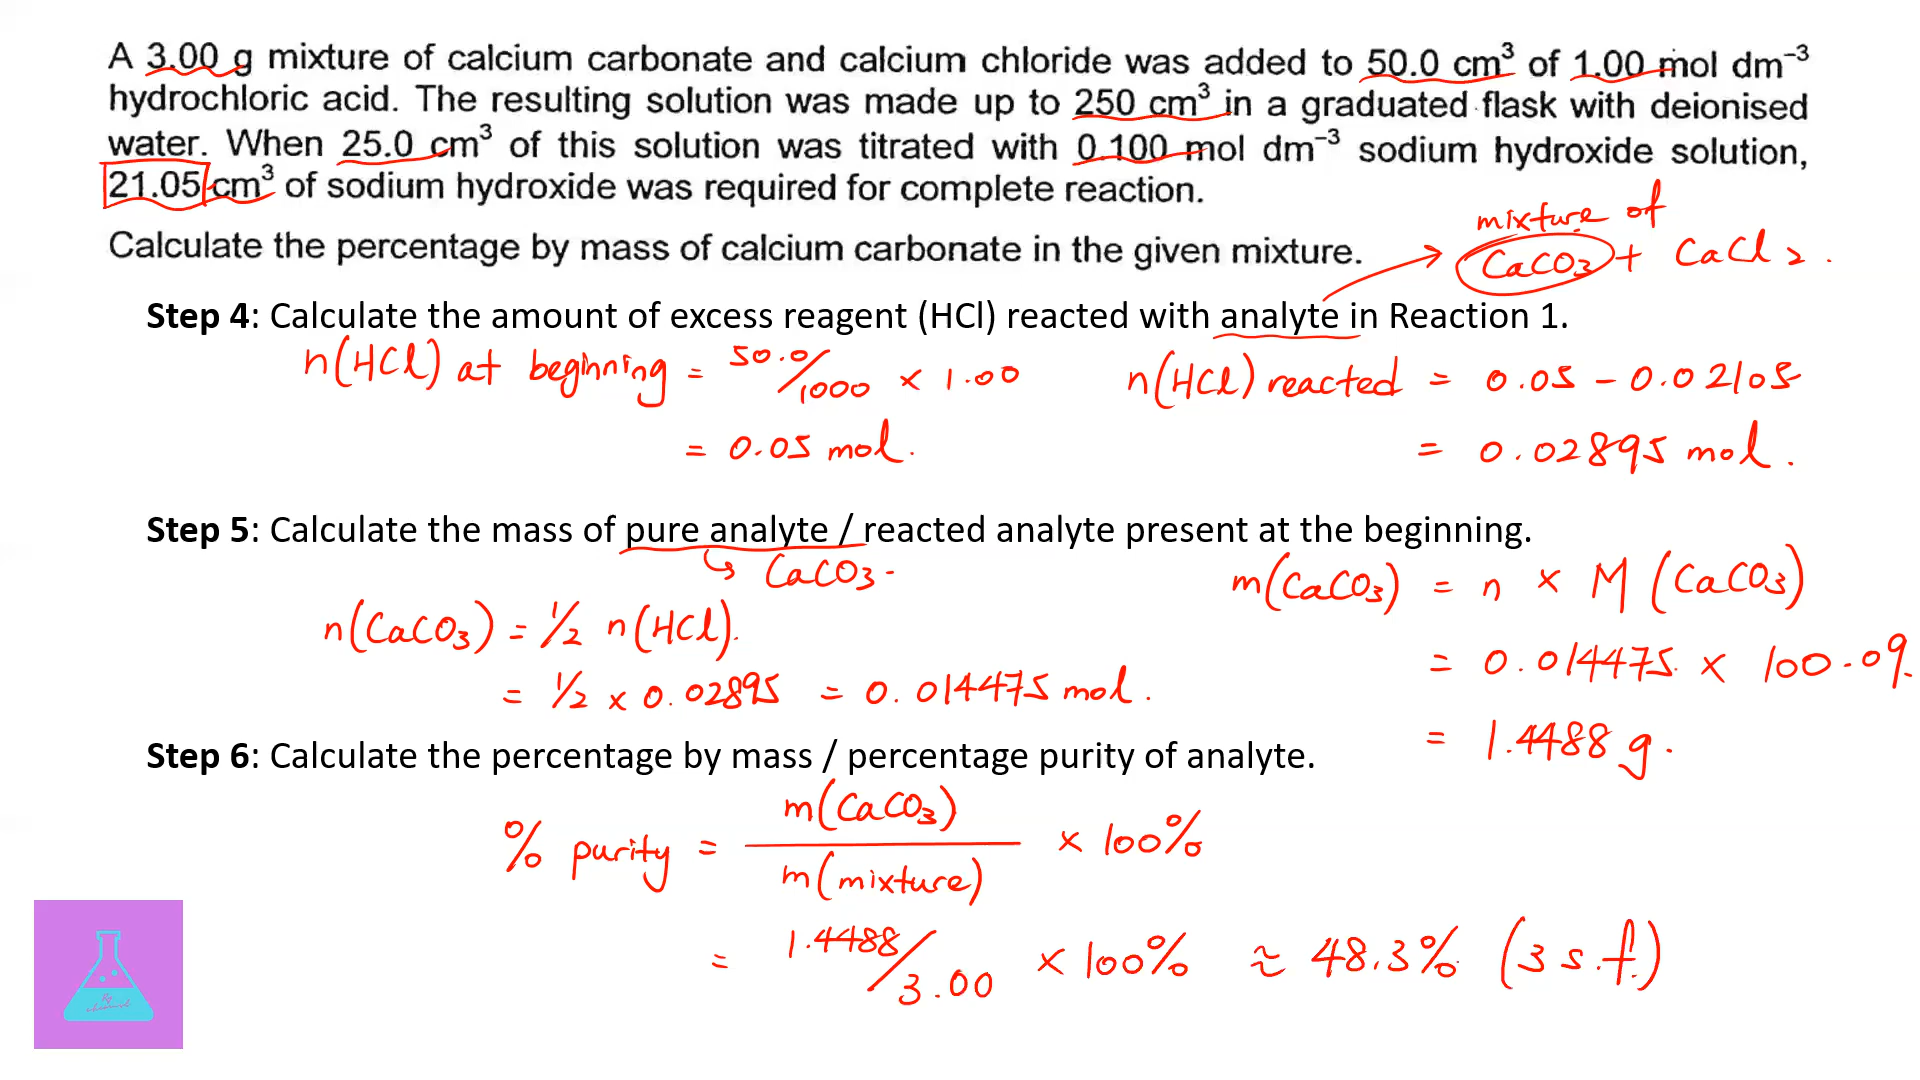 A 3.00 g mixture of calcium carbonate and calcium chloride was added to 50.0 cm³ of 1.00 mol dm⁻³
hydrochloric acid. The resulting solution was made up to 250 cm³ in a graduated flask with deionised
water. When 25.0 cm³ of this solution was titrated with 0.100 mol dm⁻³ sodium hydroxide solution,
21.05 cm³ of sodium hydroxide was required for complete reaction.
Calculate the percentage by mass of calcium carbonate in the given mixture.
mixture of
CaCO₃ + CaCl₂.
Step 4: Calculate the amount of excess reagent (HCl) reacted with analyte in Reaction 1.
n(HCl) at beginning = 50.0/1000 × 1.00
= 0.05 mol.
n(HCl) reacted = 0.05 - 0.02105
= 0.02895 mol.
Step 5: Calculate the mass of pure analyte / reacted analyte present at the beginning.
↳ CaCO₃.
n(CaCO₃) = 1/2 n(HCl).
= 1/2 × 0.02895 = 0.014475 mol.
m(CaCO₃) = n × M(CaCO₃)
= 0.014475 × 100.09.
= 1.4488 g.
Step 6: Calculate the percentage by mass / percentage purity of analyte.
% purity = m(CaCO₃) / m(mixture) × 100%
= 1.4488/3.00 × 100% ≈ 48.3% (3 s.f.)